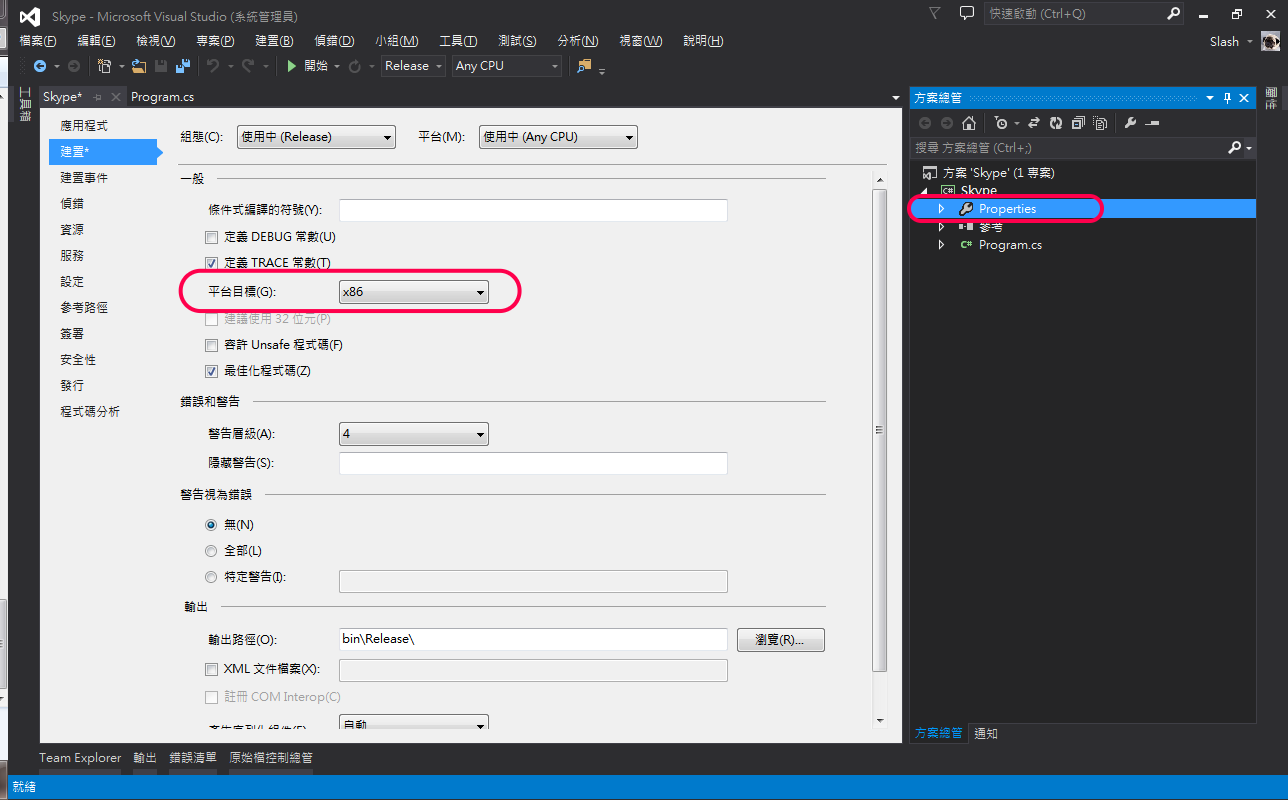 Skype - Microsoft Visual Studio (系統管理員)
快速啟動 (Ctrl+Q)
檔案(F) 編輯(E) 檢視(V) 專案(P) 建置(B) 偵錯(D) 小組(M) 工具(T) 測試(S) 分析(N) 視窗(W) 說明(H)
Slash
開始 Release Any CPU
工具箱
Skype* Program.cs
應用程式
建置*
建置事件
偵錯
資源
服務
設定
參考路徑
簽署
安全性
發行
程式碼分析
組態(C): 使用中 (Release) 平台(M): 使用中 (Any CPU)
一般
條件式編譯的符號(Y):
定義 DEBUG 常數(U)
定義 TRACE 常數(T)
平台目標(G): x86
建議使用 32 位元(P)
容許 Unsafe 程式碼(F)
最佳化程式碼(Z)
錯誤和警告
警告層級(A): 4
隱藏警告(S):
警告視為錯誤
無(N)
全部(L)
特定警告(I):
輸出
輸出路徑(O): bin\Release\ 瀏覽(R)...
XML 文件檔案(X):
註冊 COM Interop(C)
產生序列化組件(E) 自動
方案總管
搜尋 方案總管 (Ctrl+;)
方案 'Skype' (1 專案)
C# Skype
Properties
參考
C# Program.cs
方案總管 通知
屬性
Team Explorer 輸出 錯誤清單 原始檔控制總管
就緒